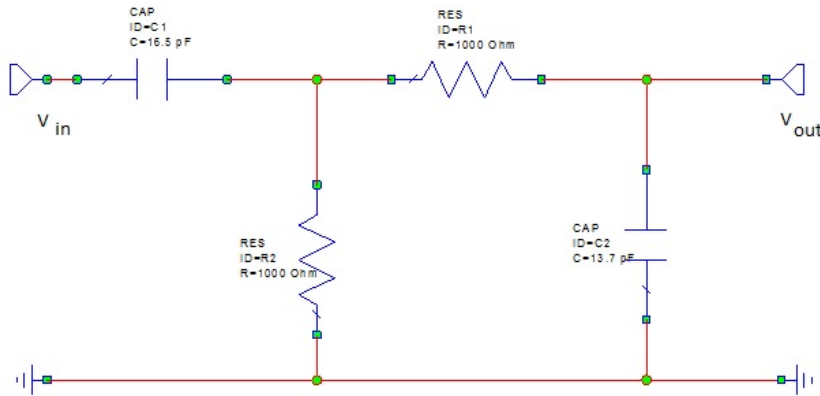 CAP
ID=C1
C=16.5 pF
RES
ID=R1
R=1000 Ohm
V in
V out
RES
ID=R2
R=1000 Ohm
CAP
ID=C2
C=13.7 pF